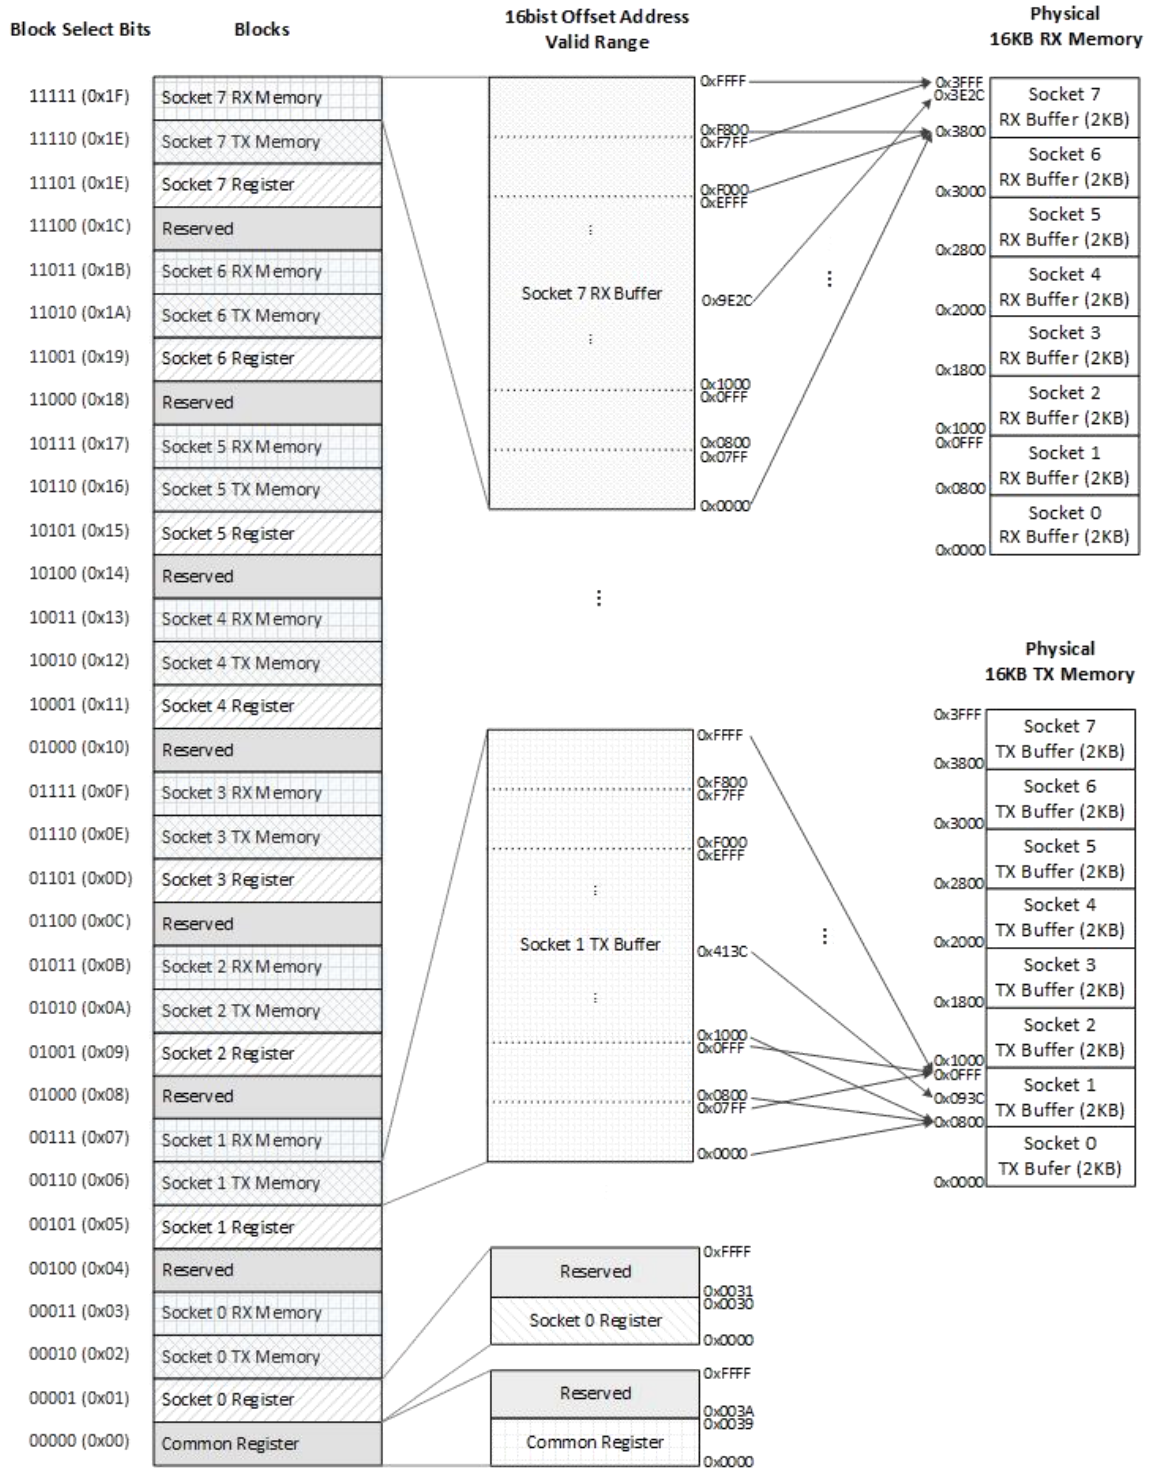 Block Select Bits
Blocks
16bist Offset Address
Valid Range
Physical
16KB RX Memory
11111 (0x1F) Socket 7 RX Memory
11110 (0x1E) Socket 7 TX Memory
11101 (0x1E) Socket 7 Register
11100 (0x1C) Reserved
11011 (0x1B) Socket 6 RX Memory
11010 (0x1A) Socket 6 TX Memory
11001 (0x19) Socket 6 Register
11000 (0x18) Reserved
10111 (0x17) Socket 5 RX Memory
10110 (0x16) Socket 5 TX Memory
10101 (0x15) Socket 5 Register
10100 (0x14) Reserved
10011 (0x13) Socket 4 RX Memory
10010 (0x12) Socket 4 TX Memory
10001 (0x11) Socket 4 Register
01000 (0x10) Reserved
01111 (0x0F) Socket 3 RX Memory
01110 (0x0E) Socket 3 TX Memory
01101 (0x0D) Socket 3 Register
01100 (0x0C) Reserved
01011 (0x0B) Socket 2 RX Memory
01010 (0x0A) Socket 2 TX Memory
01001 (0x09) Socket 2 Register
01000 (0x08) Reserved
00111 (0x07) Socket 1 RX Memory
00110 (0x06) Socket 1 TX Memory
00101 (0x05) Socket 1 Register
00100 (0x04) Reserved
00011 (0x03) Socket 0 RX Memory
00010 (0x02) Socket 0 TX Memory
00001 (0x01) Socket 0 Register
00000 (0x00) Common Register
0xFFFF
0xF800
0xF7FF
0xF000
0xEFFF
⋮
Socket 7 RX Buffer
0x9E2C
⋮
0x1000
0x0FFF
0x0800
0x07FF
0x0000
⋮
⋮
0x3FFF
0x3E2C
Socket 7
RX Buffer (2KB)
0x3800
Socket 6
RX Buffer (2KB)
0x3000
Socket 5
RX Buffer (2KB)
0x2800
Socket 4
RX Buffer (2KB)
0x2000
Socket 3
RX Buffer (2KB)
0x1800
Socket 2
RX Buffer (2KB)
0x1000
0x0FFF
Socket 1
RX Buffer (2KB)
0x0800
Socket 0
RX Buffer (2KB)
0x0000
Physical
16KB TX Memory
0xFFFF
0xF800
0xF7FF
0xF000
0xEFFF
⋮
Socket 1 TX Buffer
0x413C
⋮
0x1000
0x0FFF
0x0800
0x07FF
0x0000
⋮
0x3FFF
Socket 7
TX Buffer (2KB)
0x3800
Socket 6
TX Buffer (2KB)
0x3000
Socket 5
TX Buffer (2KB)
0x2800
Socket 4
TX Buffer (2KB)
0x2000
Socket 3
TX Buffer (2KB)
0x1800
Socket 2
TX Buffer (2KB)
0x1000
0x0FFF
Socket 1
TX Buffer (2KB)
0x093C
0x0800
Socket 0
TX Bufer (2KB)
0x0000
0xFFFF
Reserved
0x0031
0x0030
Socket 0 Register
0x0000
0xFFFF
Reserved
0x003A
0x0039
Common Register
0x0000